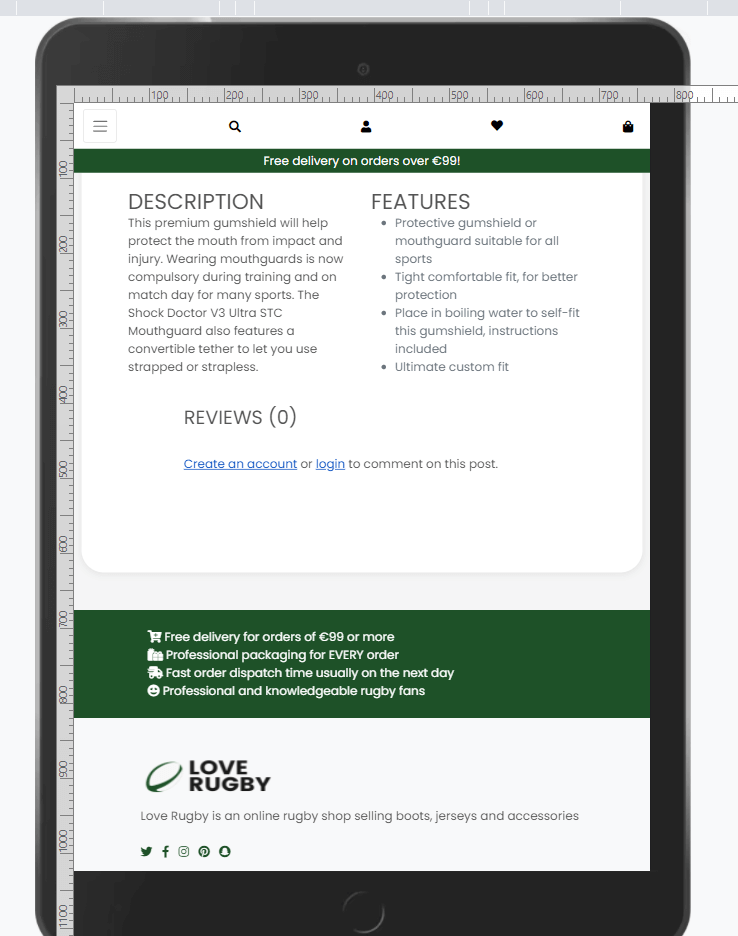 100 200 300 400 500 600 700 800
Free delivery on orders over €99!
DESCRIPTION
This premium gumshield will help
protect the mouth from impact and
injury. Wearing mouthguards is now
compulsory during training and on
match day for many sports. The
Shock Doctor V3 Ultra STC
Mouthguard also features a
convertible tether to let you use
strapped or strapless.
FEATURES
Protective gumshield or
mouthguard suitable for all
sports
Tight comfortable fit, for better
protection
Place in boiling water to self-fit
this gumshield, instructions
included
Ultimate custom fit
REVIEWS (0)
Create an account or login to comment on this post.
Free delivery for orders of €99 or more
Professional packaging for EVERY order
Fast order dispatch time usually on the next day
Professional and knowledgeable rugby fans
LOVE
RUGBY
Love Rugby is an online rugby shop selling boots, jerseys and accessories
100
200
300
400
500
600
700
800
900
1000
1100